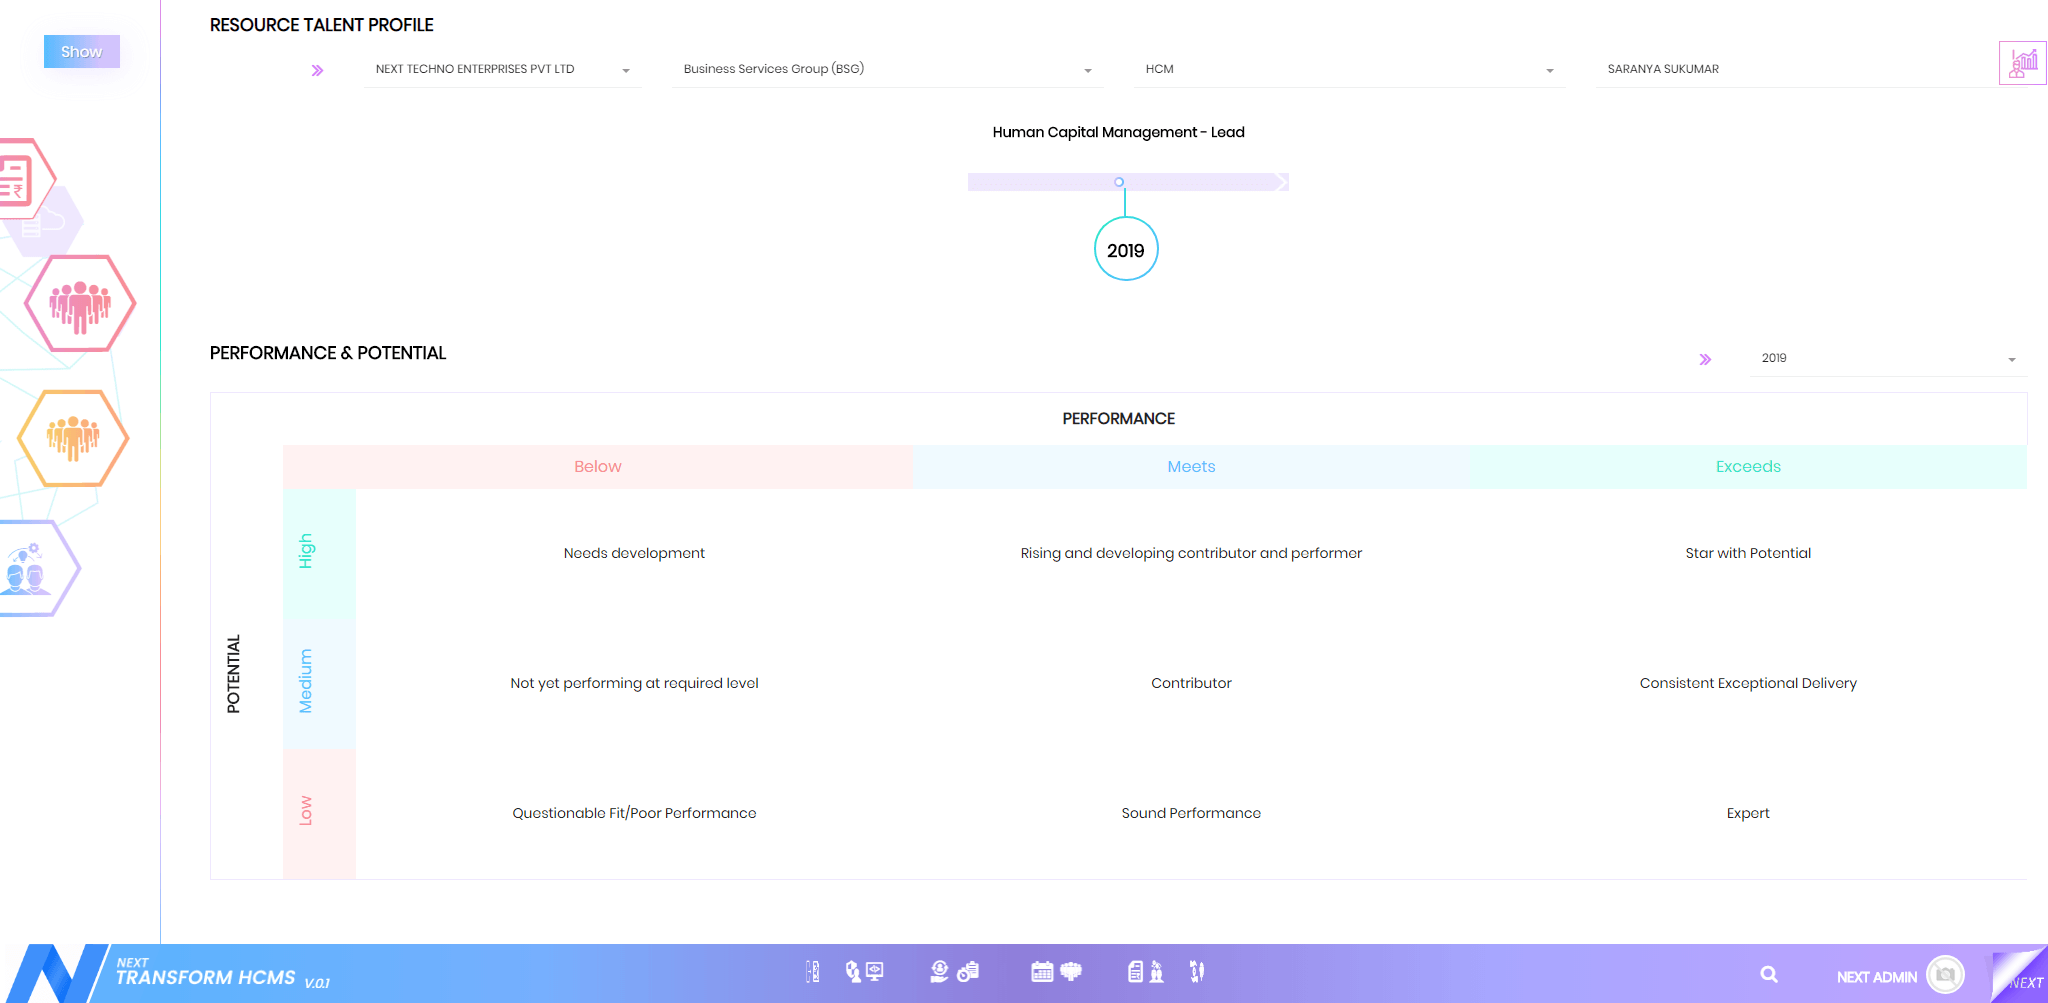 Show
RESOURCE TALENT PROFILE
NEXT TECHNO ENTERPRISES PVT LTD
Business Services Group (BSG)
HCM
SARANYA SUKUMAR
Human Capital Management - Lead
2019
PERFORMANCE & POTENTIAL
2019
PERFORMANCE
Below
Meets
Exceeds
POTENTIAL
High
Needs development
Rising and developing contributor and performer
Star with Potential
Medium
Not yet performing at required level
Contributor
Consistent Exceptional Delivery
Low
Questionable Fit/Poor Performance
Sound Performance
Expert
NEXT
TRANSFORM HCMS V.0.1
NEXT ADMIN
NEXT